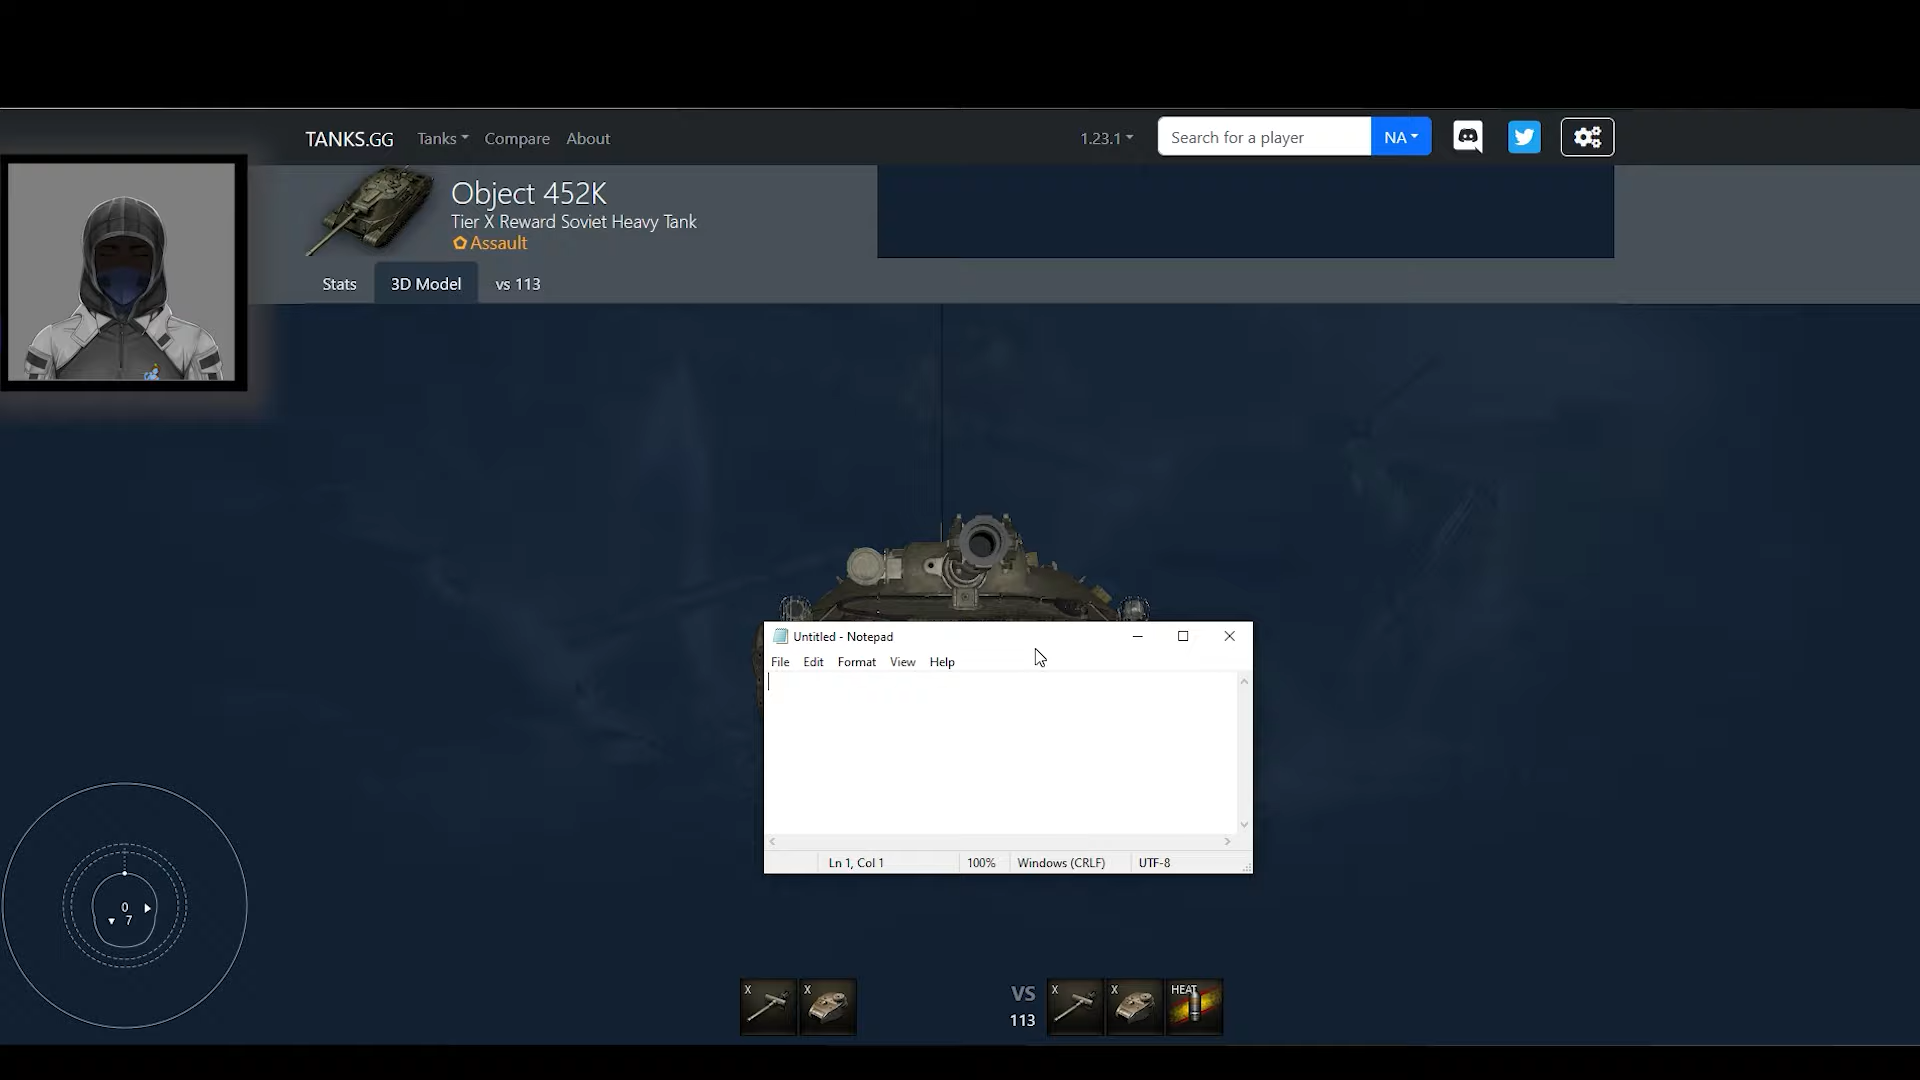 TANKS.GG Tanks Compare About 1.23.1 Search for a player NA
Object 452K
Tier X Reward Soviet Heavy Tank
Assault
Stats 3D Model vs 113
Untitled - Notepad
File Edit Format View Help
Ln 1, Col 1 100% Windows (CRLF) UTF-8
0
7
X X VS X X HEAT
113